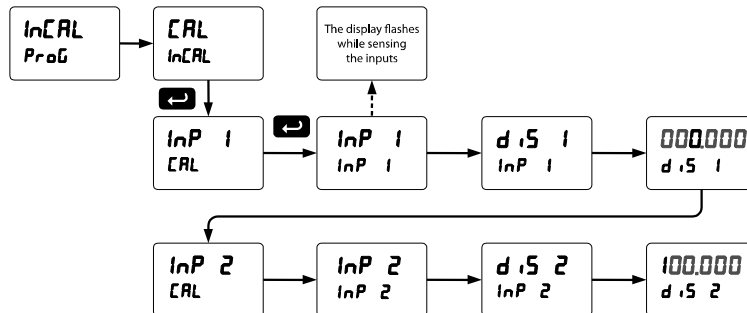 InCAL
ProG
CAL
InCAL
The display flashes
while sensing
the inputs
InP 1
CAL
InP 1
InP 1
diS 1
InP 1
000.000
diS 1
InP 2
CAL
InP 2
InP 2
diS 2
InP 2
100.000
diS 2